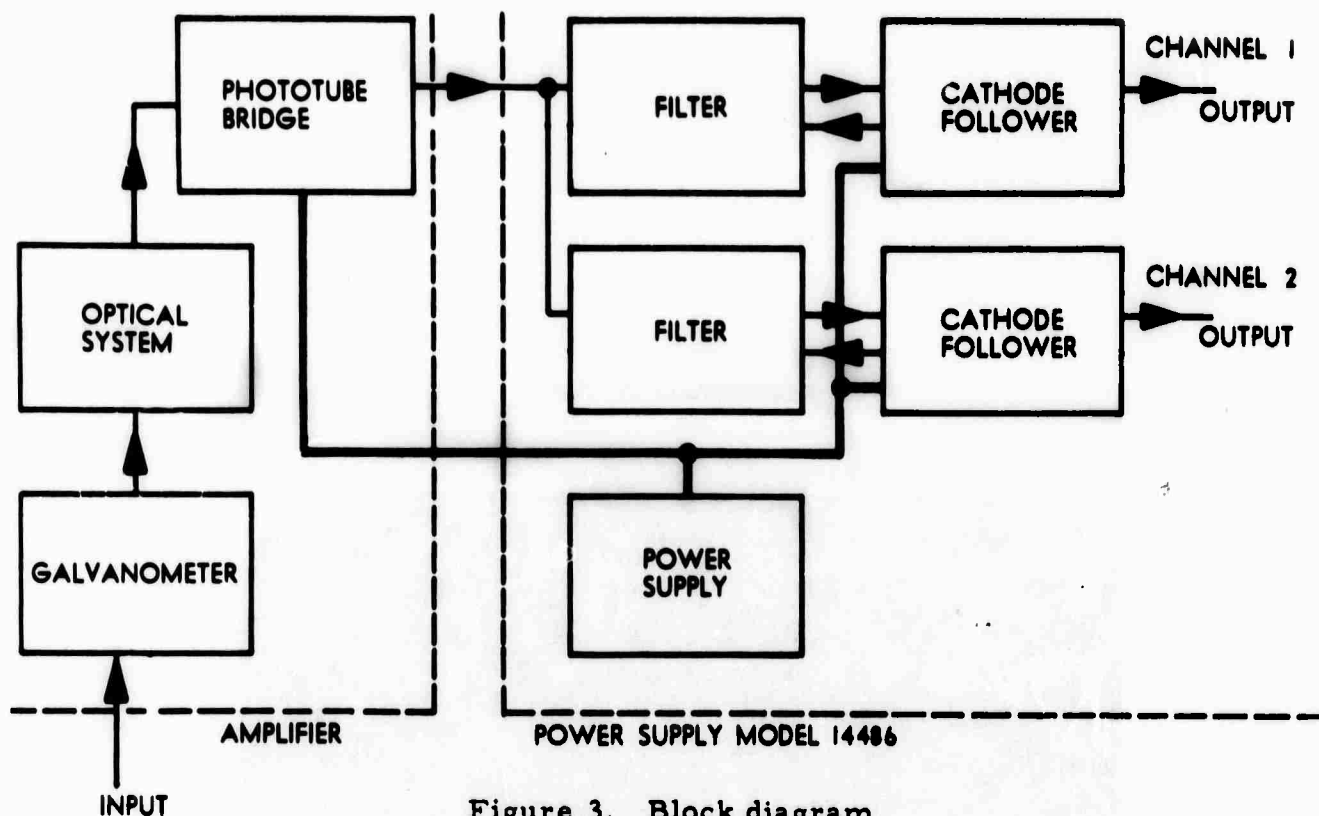 PHOTOTUBE
BRIDGE
FILTER
CATHODE
FOLLOWER
CHANNEL 1
OUTPUT
OPTICAL
SYSTEM
FILTER
CATHODE
FOLLOWER
CHANNEL 2
OUTPUT
GALVANOMETER
POWER
SUPPLY
AMPLIFIER
POWER SUPPLY MODEL 14486
INPUT
Figure 3. Block diagram